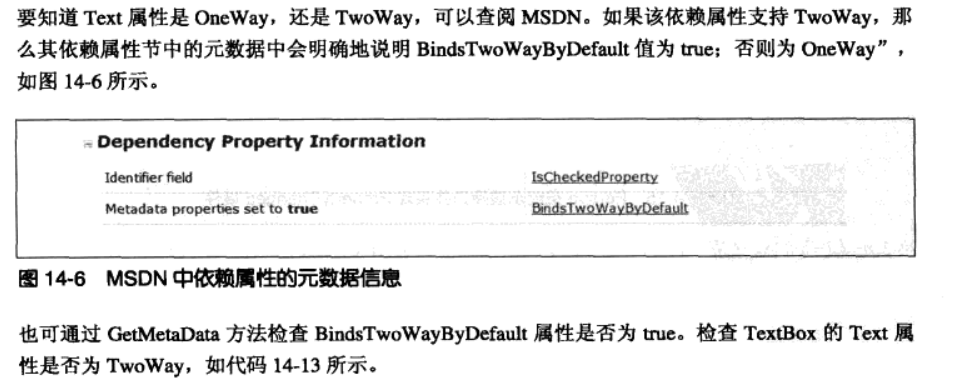 要知道 Text 属性是 OneWay，还是 TwoWay，可以查阅 MSDN。如果该依赖属性支持 TwoWay，那
么其依赖属性节中的元数据中会明确地说明 BindsTwoWayByDefault 值为 true；否则为 OneWay”，
如图 14-6 所示。
Dependency Property Information
Identifier field IsCheckedProperty
Metadata properties set to true BindsTwoWayByDefault
图 14-6 MSDN 中依赖属性的元数据信息
也可通过 GetMetaData 方法检查 BindsTwoWayByDefault 属性是否为 true。检查 TextBox 的 Text 属
性是否为 TwoWay，如代码 14-13 所示。